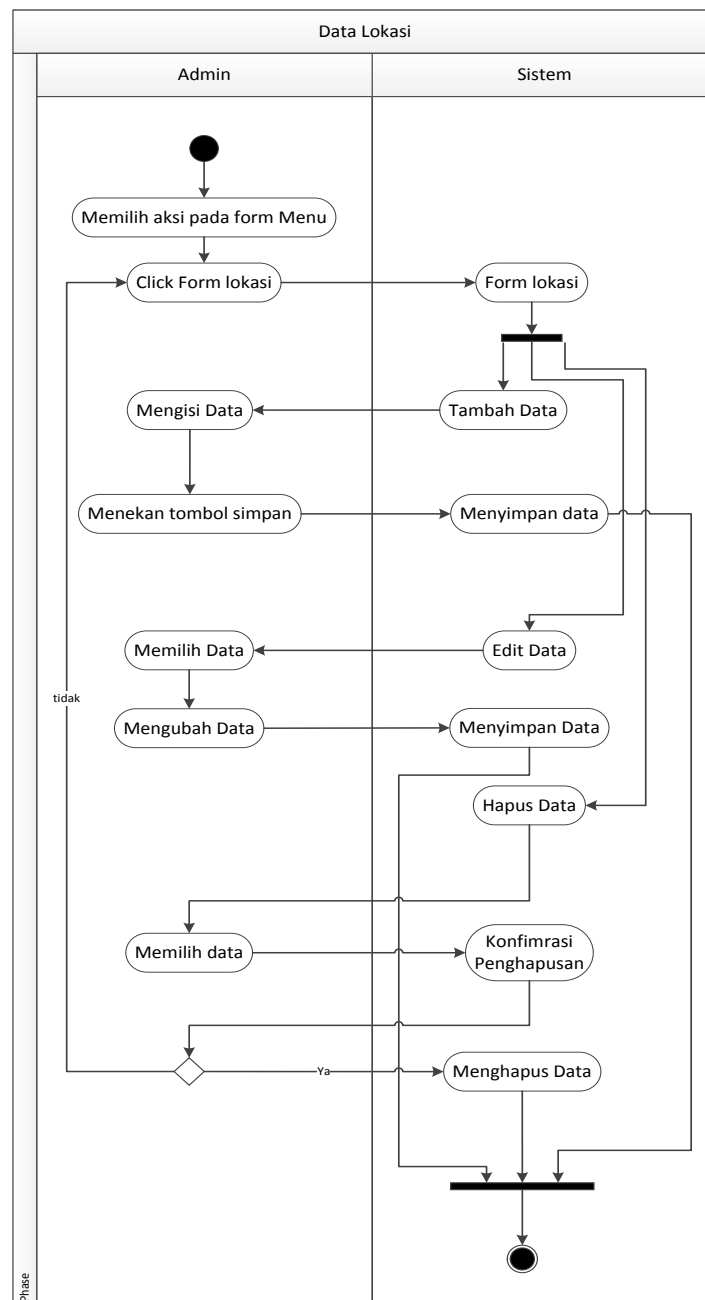 Data Lokasi
Admin
Sistem
Memilih aksi pada form Menu
Click Form lokasi
Form lokasi
Mengisi Data
Tambah Data
Menekan tombol simpan
Menyimpan data
Memilih Data
Edit Data
tidak
Mengubah Data
Menyimpan Data
Hapus Data
Memilih data
Konfimrasi
Penghapusan
Ya
Menghapus Data
Phase